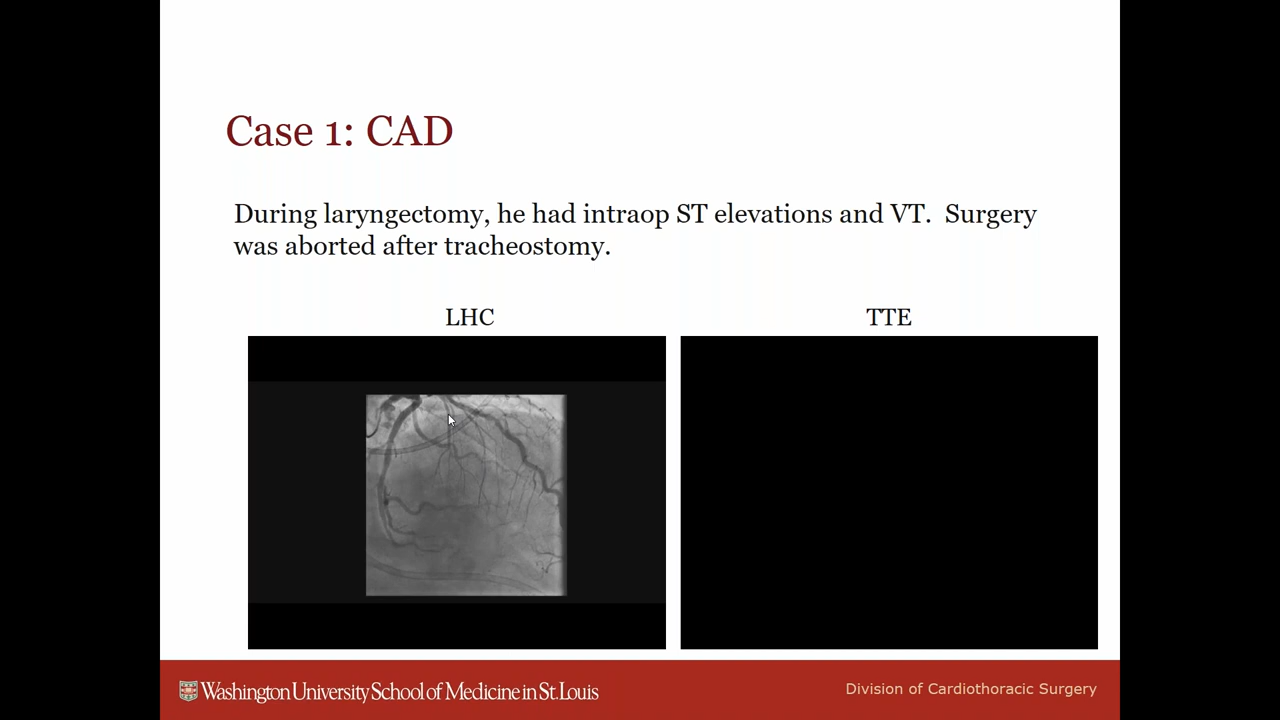 Case 1: CAD
During laryngectomy, he had intraop ST elevations and VT.  Surgery
was aborted after tracheostomy.
LHC
TTE
Washington University School of Medicine in St. Louis
Division of Cardiothoracic Surgery